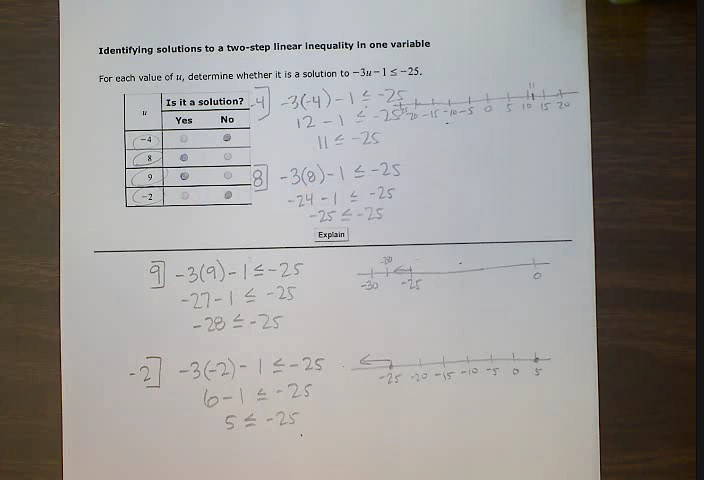 Identifying solutions to a two-step linear inequality in one variable
For each value of u, determine whether it is a solution to −3u − 1 ≤ −25.
u Is it a solution?
Yes No
−4
8
9
−2
-4] -3(-4) - 1 ≤ -25
12 - 1 ≤ -25
11 ≤ -25
11
-25 -20 -15 -10 -5 0 5 10 15 20
8] -3(8) - 1 ≤ -25
-24 - 1 ≤ -25
-25 ≤ -25
Explain
9] -3(9) - 1 ≤ -25
-27 - 1 ≤ -25
-28 ≤ -25
-28
-30 -25 0
-2] -3(-2) - 1 ≤ -25
6 - 1 ≤ -25
5 ≤ -25
-25 -20 -15 -10 -5 0 5